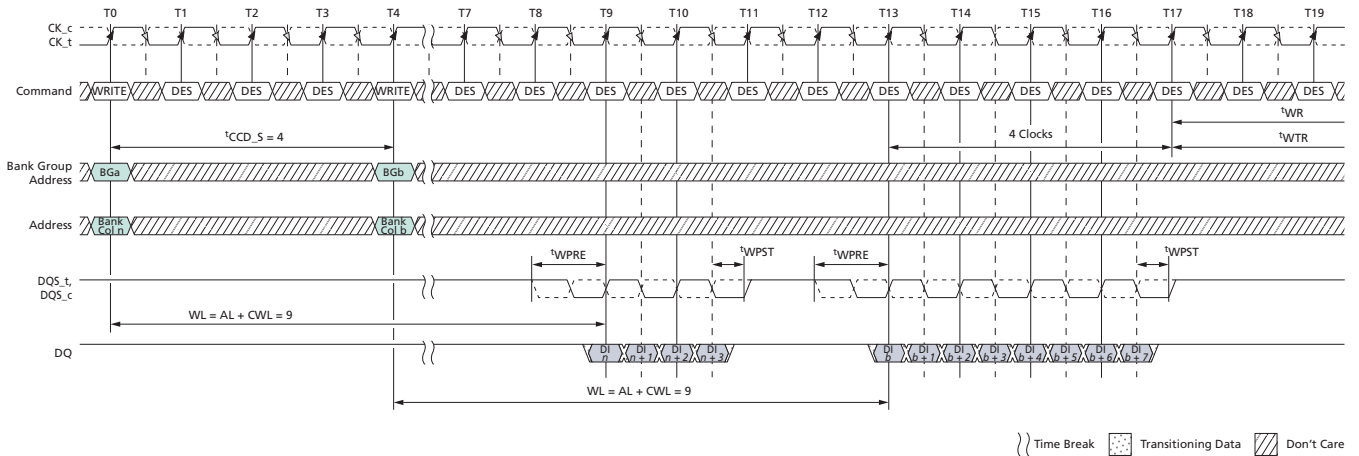 T0 T1 T2 T3 T4 T7 T8 T9 T10 T11 T12 T13 T14 T15 T16 T17 T18 T19
CK_c
CK_t
Command WRITE DES DES DES WRITE DES DES DES DES DES DES DES DES DES DES DES DES DES
tWR
tCCD_S = 4 4 Clocks
tWTR
Bank Group
Address
BGa BGb
Address
Bank
Col n
Bank
Col b
tWPRE tWPST tWPRE tWPST
DQS_t,
DQS_c
WL = AL + CWL = 9
DQ
DI
n
DI
n + 1
DI
n + 2
DI
n + 3
DI
b
DI
b + 1
DI
b + 2
DI
b + 3
DI
b + 4
DI
b + 5
DI
b + 6
DI
b + 7
WL = AL + CWL = 9
Time Break Transitioning Data Don't Care